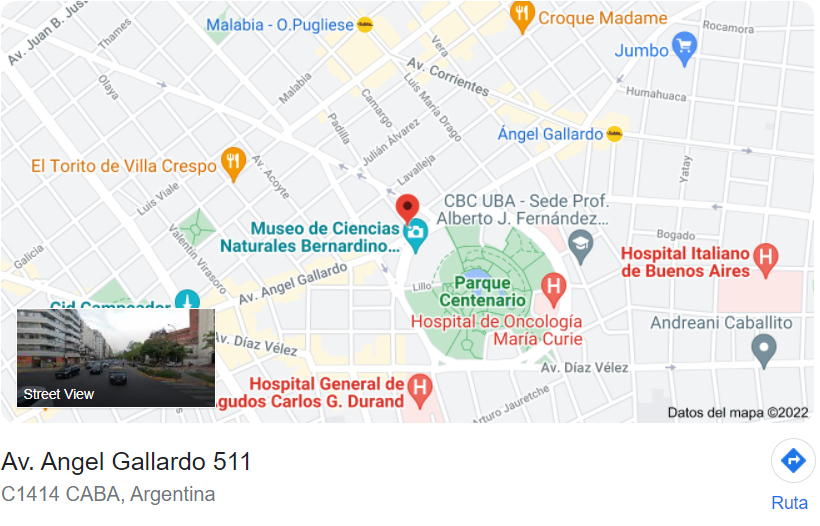 Av. Juan B. Jus
Thames
Malabia - O.Pugliese
Croque Madame
Rocamora
Jumbo
Vera
Av. Corrientes
Olaya
Malabia
Camargo
Luis Maria Drago
Humahuaca
Padilla
Julián Álvarez
Ángel Gallardo
El Torito de Villa Crespo
Av. Acoyte
Lavalleja
Yatay
Luis Viale
CBC UBA - Sede Prof.
Alberto J. Fernández...
Museo de Ciencias
Naturales Bernardino...
Valentín Virasoro
Galicia
Bogado
Hospital Italiano
de Buenos Aires
Av. Angel Gallardo
Lillo
Parque
Centenario
Cid Campeador
Hospital de Oncología
María Curie
Andreani Caballito
Av. Díaz Vélez
Av. Díaz Vélez
Street View
Hospital General de
gudos Carlos G. Durand
Arturo Jauretche
Datos del mapa ©2022
Av. Angel Gallardo 511
C1414 CABA, Argentina
Ruta